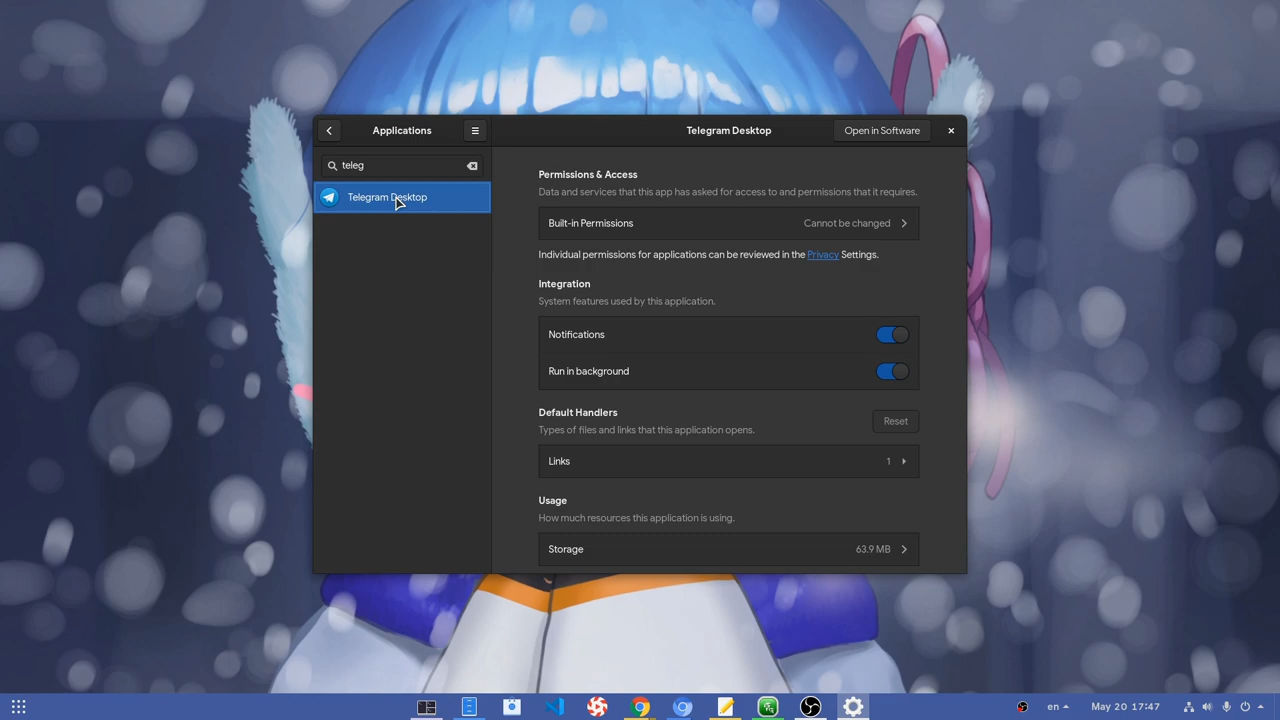 Applications
Telegram Desktop
Open in Software
teleg
Telegram Desktop
Permissions & Access
Data and services that this app has asked for access to and permissions that it requires.
Built-in Permissions
Cannot be changed
Individual permissions for applications can be reviewed in the Privacy Settings.
Integration
System features used by this application.
Notifications
Run in background
Default Handlers
Types of files and links that this application opens.
Reset
Links
1
Usage
How much resources this application is using.
Storage
63.9 MB
en
May 20 17:47